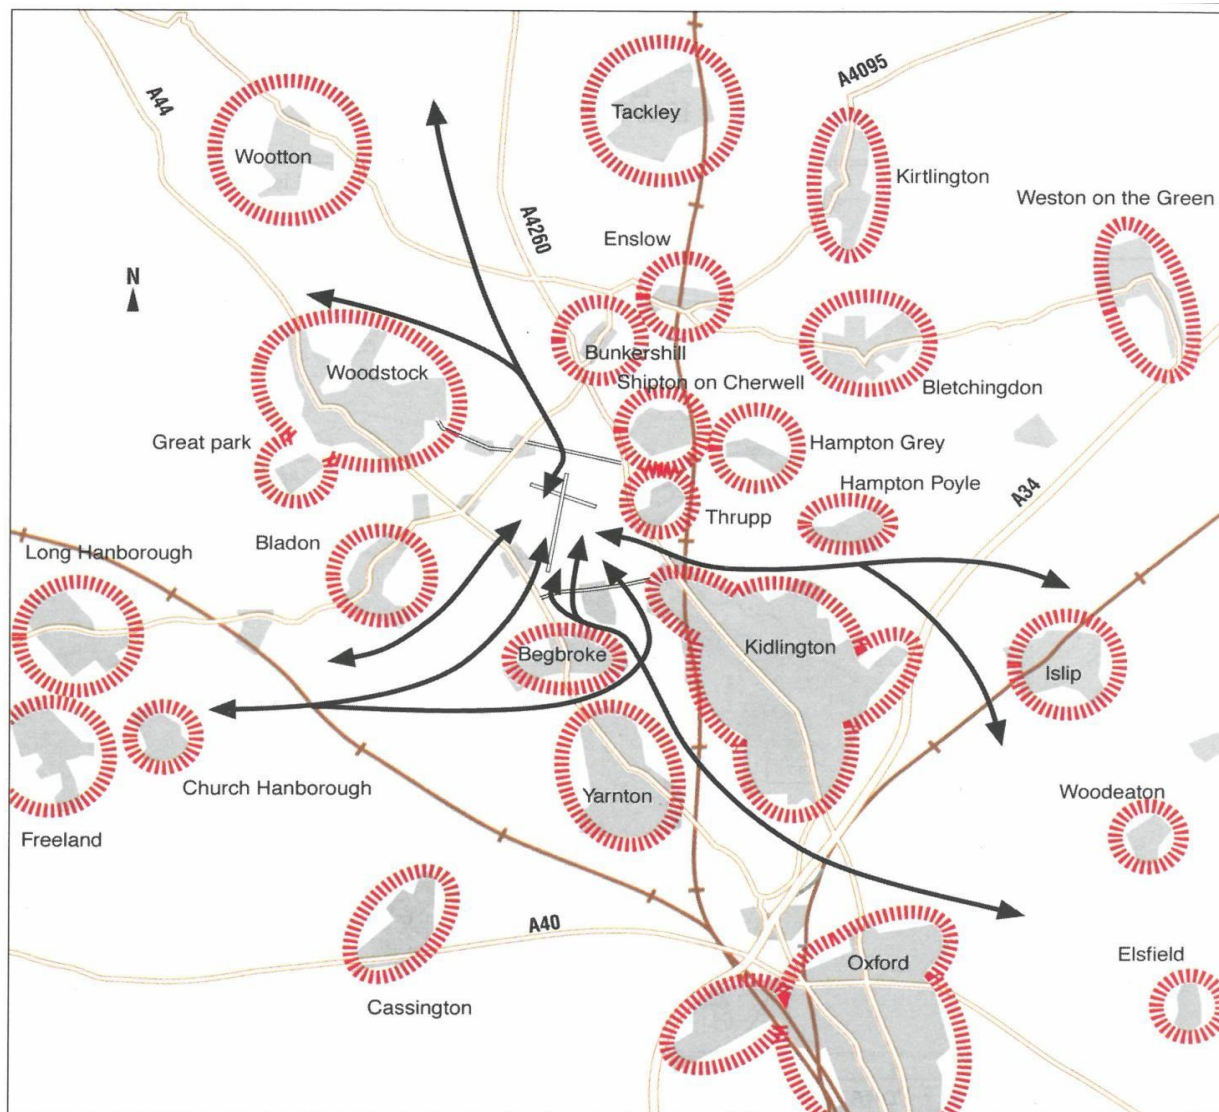 A4095
Tackley
A44
Wootton
Kirtlington
Weston on the Green
A4260
Enslow
N
Bunkershill
Woodstock
Shipton on Cherwell
Bletchingdon
Great park
Hampton Grey
Hampton Poyle
A34
Thrupp
Bladon
Long Hanborough
Kidlington
Begbroke
Islip
Church Hanborough
Yarnton
Woodeaton
Freeland
A40
Elsfield
Oxford
Cassington